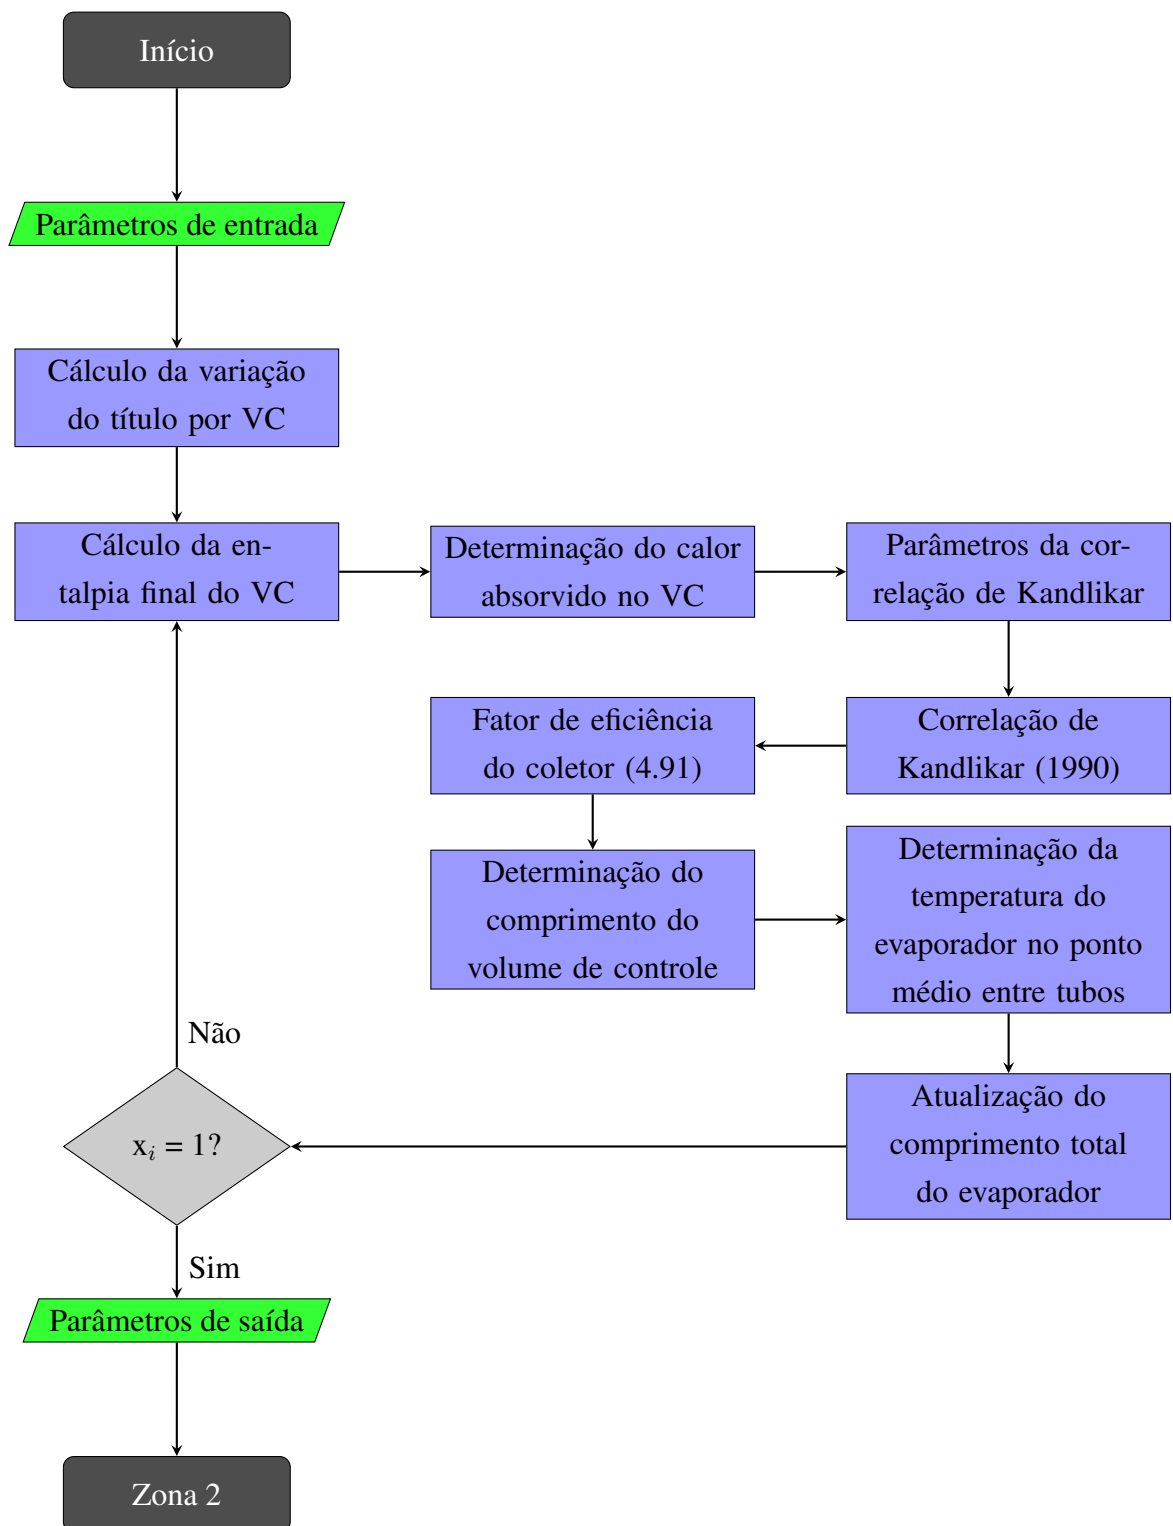 Início
Parâmetros de entrada
Cálculo da variação
do título por VC
Cálculo da en-
talpia final do VC
Determinação do calor
absorvido no VC
Parâmetros da cor-
relação de Kandlikar
Correlação de
Kandlikar (1990)
Fator de eficiência
do coletor (4.91)
Determinação do
comprimento do
volume de controle
Determinação da
temperatura do
evaporador no ponto
médio entre tubos
Atualização do
comprimento total
do evaporador
Não
xᵢ = 1?
Sim
Parâmetros de saída
Zona 2